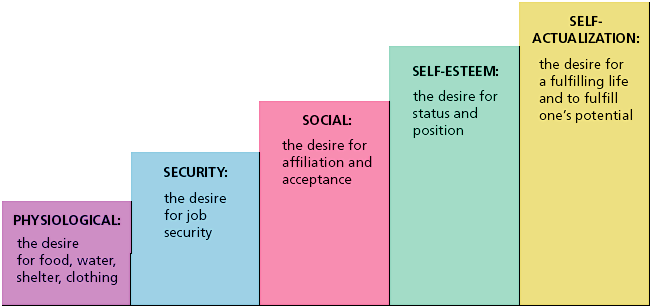 PHYSIOLOGICAL:
the desire
for food, water,
shelter, clothing
SECURITY:
the desire
for job
security
SOCIAL:
the desire for
affiliation and
acceptance
SELF-ESTEEM:
the desire for
status and
position
SELF-
ACTUALIZATION:
the desire for
a fulfilling life
and to fulfill
one’s potential